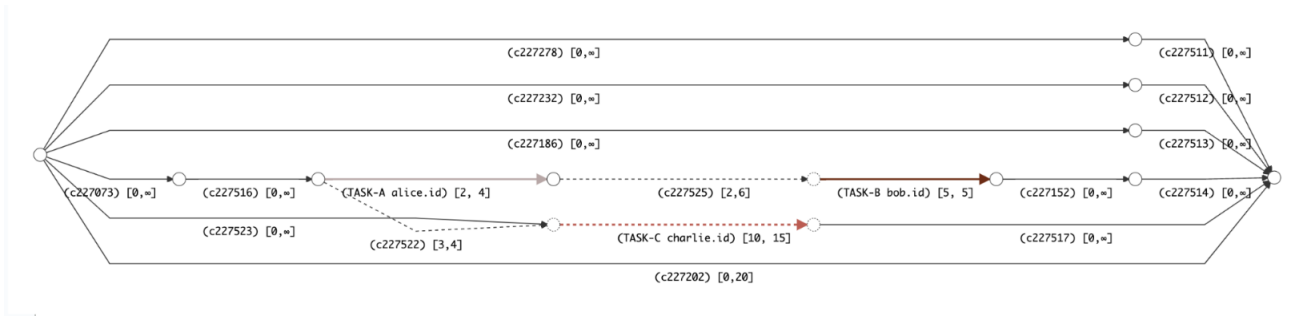 (c227278) [0,∞]
(c227511) [0,∞]
(c227232) [0,∞]
(c227512) [0,∞]
(c227186) [0,∞]
(c227513) [0,∞]
(c227073) [0,∞]
(c227516) [0,∞]
(TASK-A alice.id) [2, 4]
(c227525) [2,6]
(TASK-B bob.id) [5, 5]
(c227152) [0,∞]
(c227514) [0,∞]
(c227523) [0,∞]
(c227522) [3,4]
(TASK-C charlie.id) [10, 15]
(c227517) [0,∞]
(c227202) [0,20]